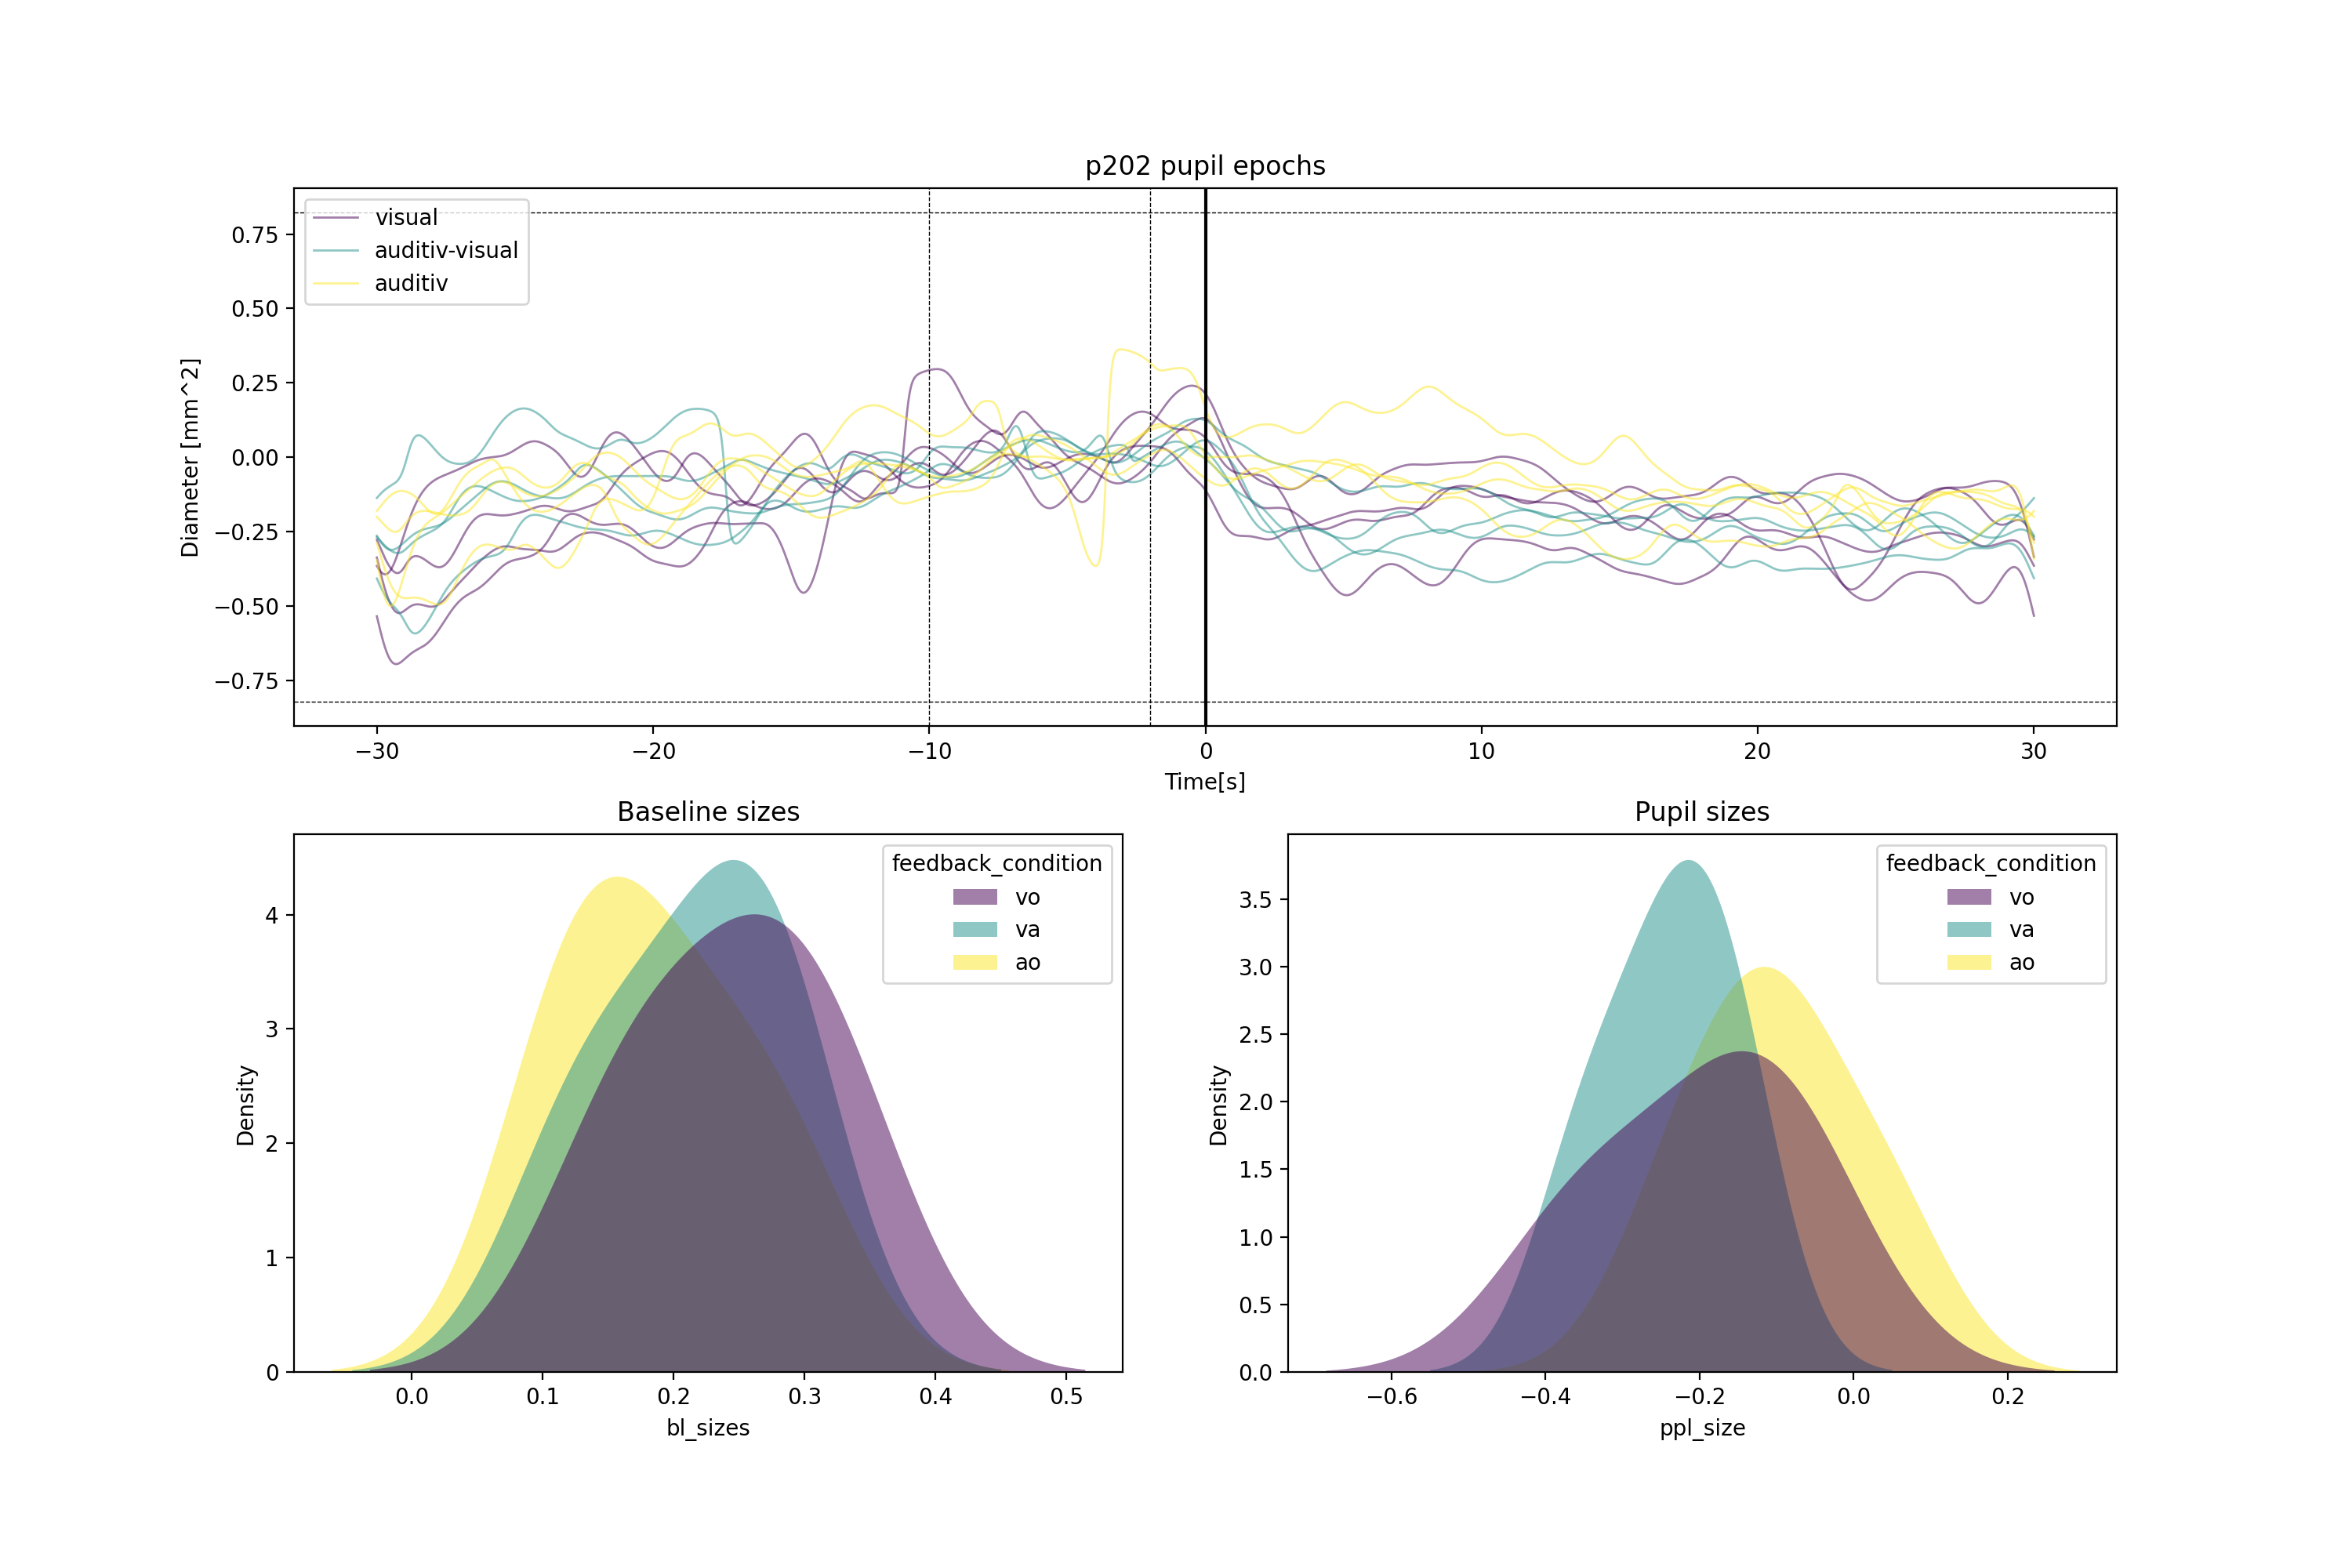 p202 pupil epochs
visual
auditiv-visual
auditiv
0.75
0.50
0.25
0.00
−0.25
−0.50
−0.75
Diameter [mm^2]
−30 −20 −10 0 10 20 30
Time[s]
Baseline sizes
feedback_condition
vo
va
ao
4
3
2
1
0
Density
0.0 0.1 0.2 0.3 0.4 0.5
bl_sizes
Pupil sizes
feedback_condition
vo
va
ao
3.5
3.0
2.5
2.0
1.5
1.0
0.5
0.0
Density
−0.6 −0.4 −0.2 0.0 0.2
ppl_size